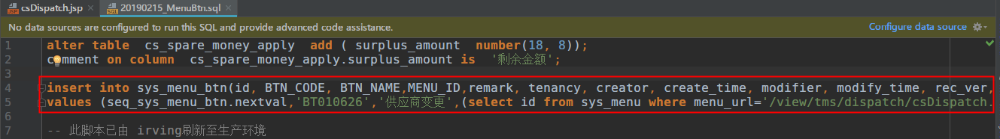 csDispatch.jsp × 20190215_MenuBtn.sql ×
No data sources are configured to run this SQL and provide advanced code assistance. Configure data source
1 alter table cs_spare_money_apply add ( surplus_amount number(18, 8));
2 comment on column cs_spare_money_apply.surplus_amount is '剩余金额';
3
4 insert into sys_menu_btn(id, BTN_CODE, BTN_NAME,MENU_ID,remark, tenancy, creator, create_time, modifier, modify_time, rec_ver,
5 values (seq_sys_menu_btn.nextval,'BT010626','供应商变更',(select id from sys_menu where menu_url='/view/tms/dispatch/csDispatch.
6
7 -- 此脚本已由 irving刷新至生产环境